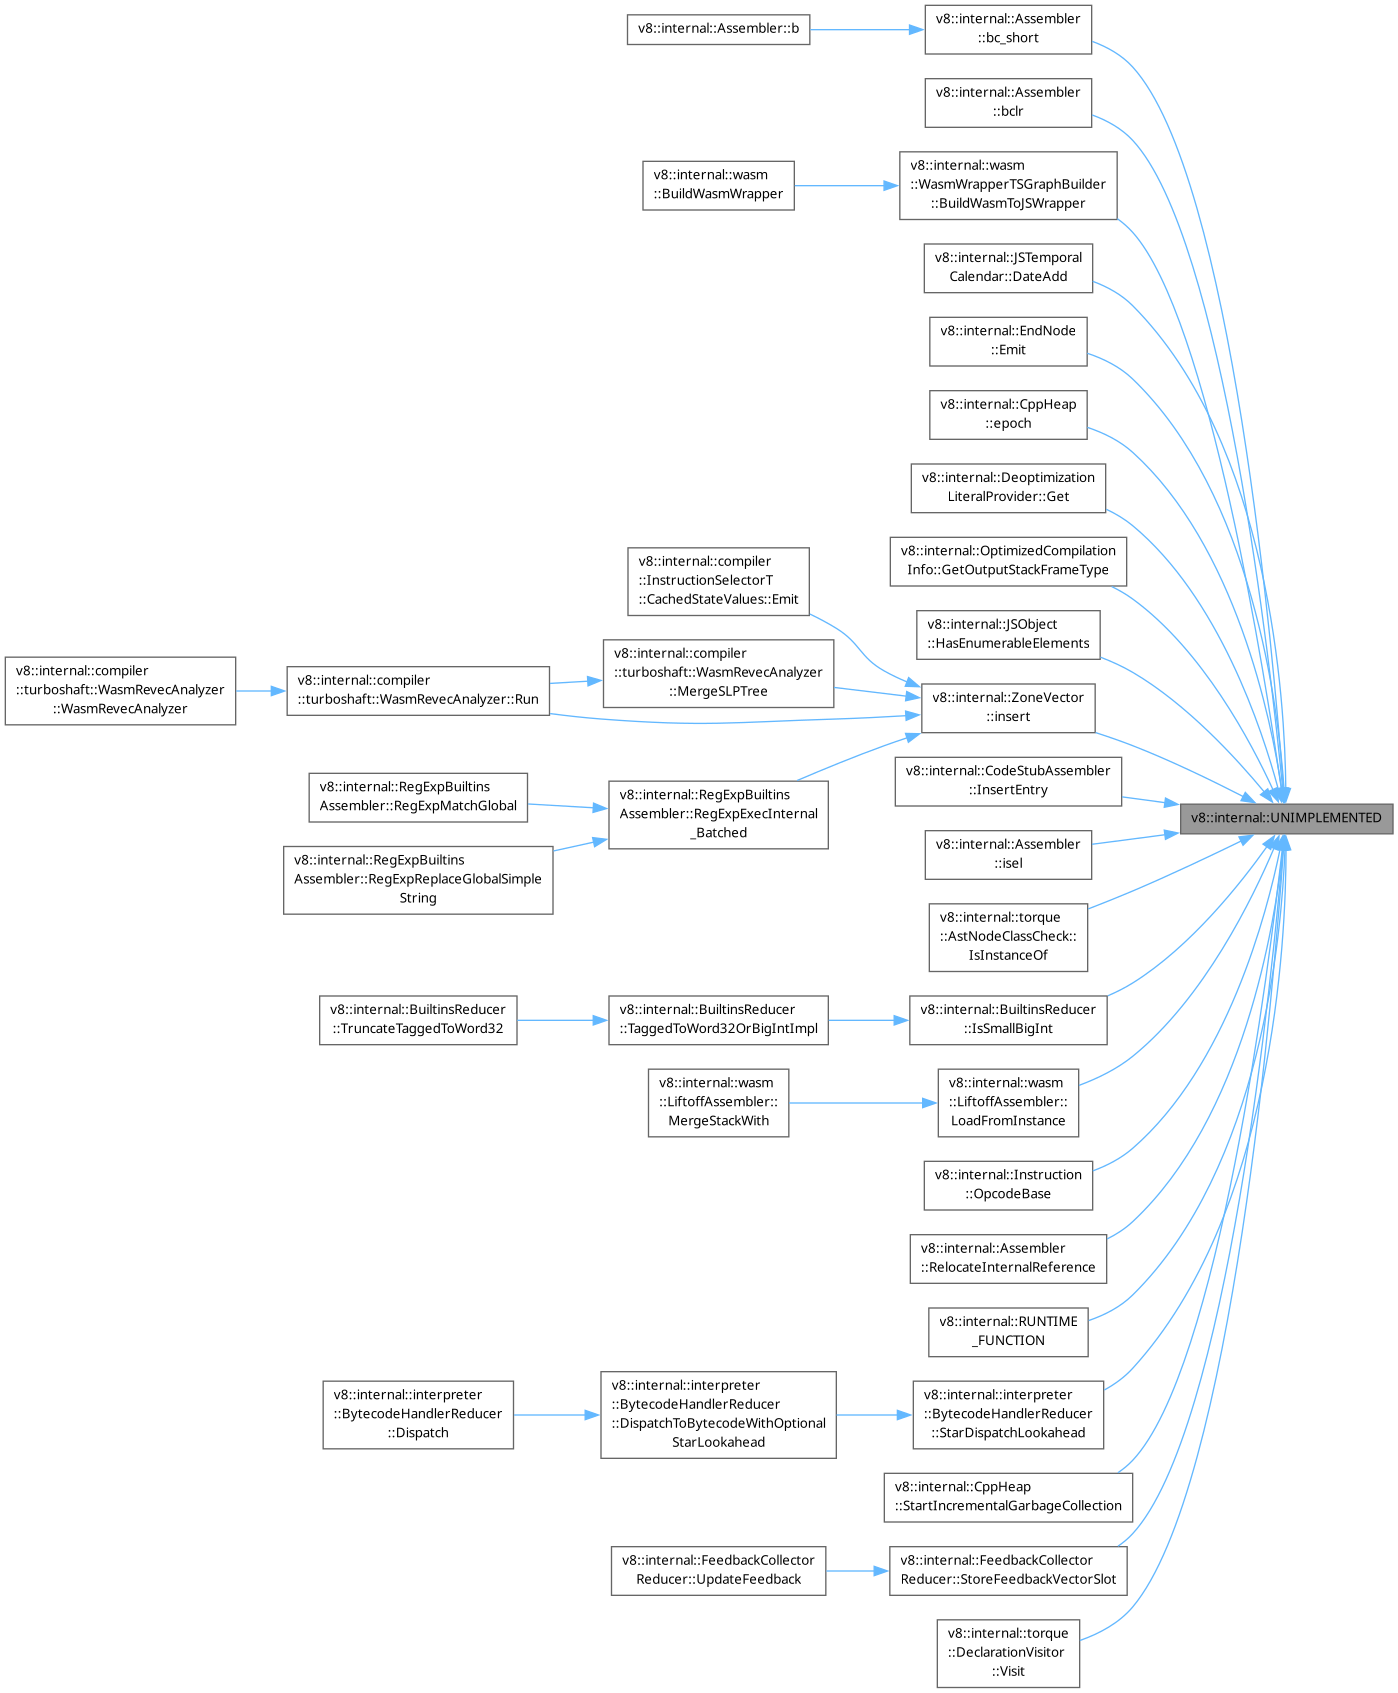 v8::internal::Assembler::b
v8::internal::Assembler
::bc_short
v8::internal::Assembler
::bclr
v8::internal::wasm
::BuildWasmWrapper
v8::internal::wasm
::WasmWrapperTSGraphBuilder
::BuildWasmToJSWrapper
v8::internal::JSTemporal
Calendar::DateAdd
v8::internal::EndNode
::Emit
v8::internal::CppHeap
::epoch
v8::internal::Deoptimization
LiteralProvider::Get
v8::internal::OptimizedCompilation
Info::GetOutputStackFrameType
v8::internal::compiler
::InstructionSelectorT
::CachedStateValues::Emit
v8::internal::JSObject
::HasEnumerableElements
v8::internal::compiler
::turboshaft::WasmRevecAnalyzer
::WasmRevecAnalyzer
v8::internal::compiler
::turboshaft::WasmRevecAnalyzer::Run
v8::internal::compiler
::turboshaft::WasmRevecAnalyzer
::MergeSLPTree
v8::internal::ZoneVector
::insert
v8::internal::RegExpBuiltins
Assembler::RegExpMatchGlobal
v8::internal::RegExpBuiltins
Assembler::RegExpExecInternal
_Batched
v8::internal::CodeStubAssembler
::InsertEntry
v8::internal::UNIMPLEMENTED
v8::internal::RegExpBuiltins
Assembler::RegExpReplaceGlobalSimple
String
v8::internal::Assembler
::isel
v8::internal::torque
::AstNodeClassCheck::
IsInstanceOf
v8::internal::BuiltinsReducer
::TruncateTaggedToWord32
v8::internal::BuiltinsReducer
::TaggedToWord32OrBigIntImpl
v8::internal::BuiltinsReducer
::IsSmallBigInt
v8::internal::wasm
::LiftoffAssembler::
MergeStackWith
v8::internal::wasm
::LiftoffAssembler::
LoadFromInstance
v8::internal::Instruction
::OpcodeBase
v8::internal::Assembler
::RelocateInternalReference
v8::internal::RUNTIME
_FUNCTION
v8::internal::interpreter
::BytecodeHandlerReducer
::Dispatch
v8::internal::interpreter
::BytecodeHandlerReducer
::DispatchToBytecodeWithOptional
StarLookahead
v8::internal::interpreter
::BytecodeHandlerReducer
::StarDispatchLookahead
v8::internal::CppHeap
::StartIncrementalGarbageCollection
v8::internal::FeedbackCollector
Reducer::UpdateFeedback
v8::internal::FeedbackCollector
Reducer::StoreFeedbackVectorSlot
v8::internal::torque
::DeclarationVisitor
::Visit